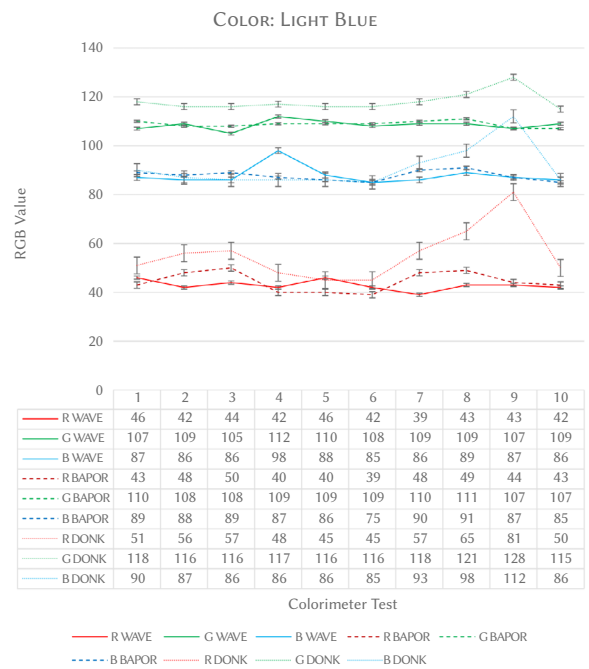 COLOR: LIGHT BLUE
140
120
100
80
60
40
20
0
RGB Value
1 2 3 4 5 6 7 8 9 10
R WAVE 46 42 44 42 46 42 39 43 43 42
G WAVE 107 109 105 112 110 108 109 109 107 109
B WAVE 87 86 86 98 88 85 86 89 87 86
R BAPOR 43 48 50 40 40 39 48 49 44 43
G BAPOR 110 108 108 109 109 109 110 111 107 107
B BAPOR 89 88 89 87 86 75 90 91 87 85
R DONK 51 56 57 48 45 45 57 65 81 50
G DONK 118 116 116 117 116 116 118 121 128 115
B DONK 90 87 86 86 86 85 93 98 112 86
Colorimeter Test
R WAVE G WAVE B WAVE R BAPOR G BAPOR
B BAPOR R DONK G DONK B DONK